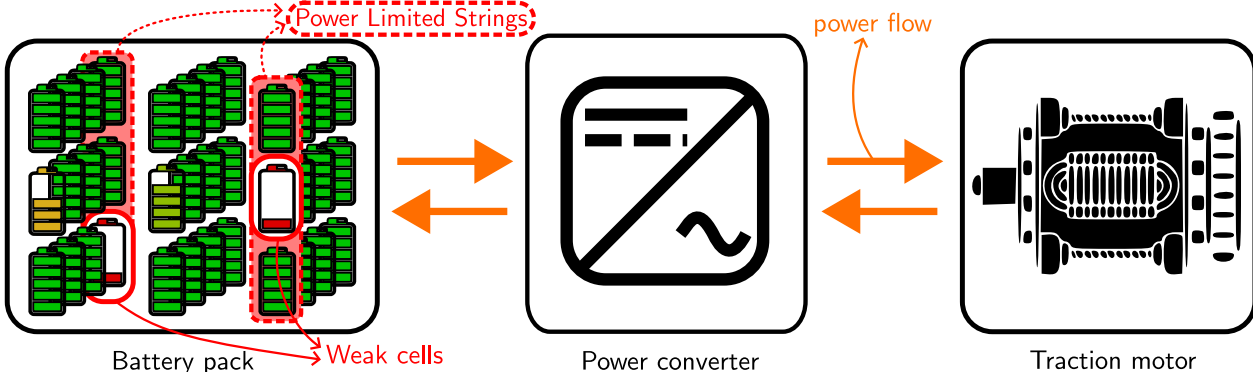 Power Limited Strings
power flow
Weak cells
Battery pack
Power converter
Traction motor